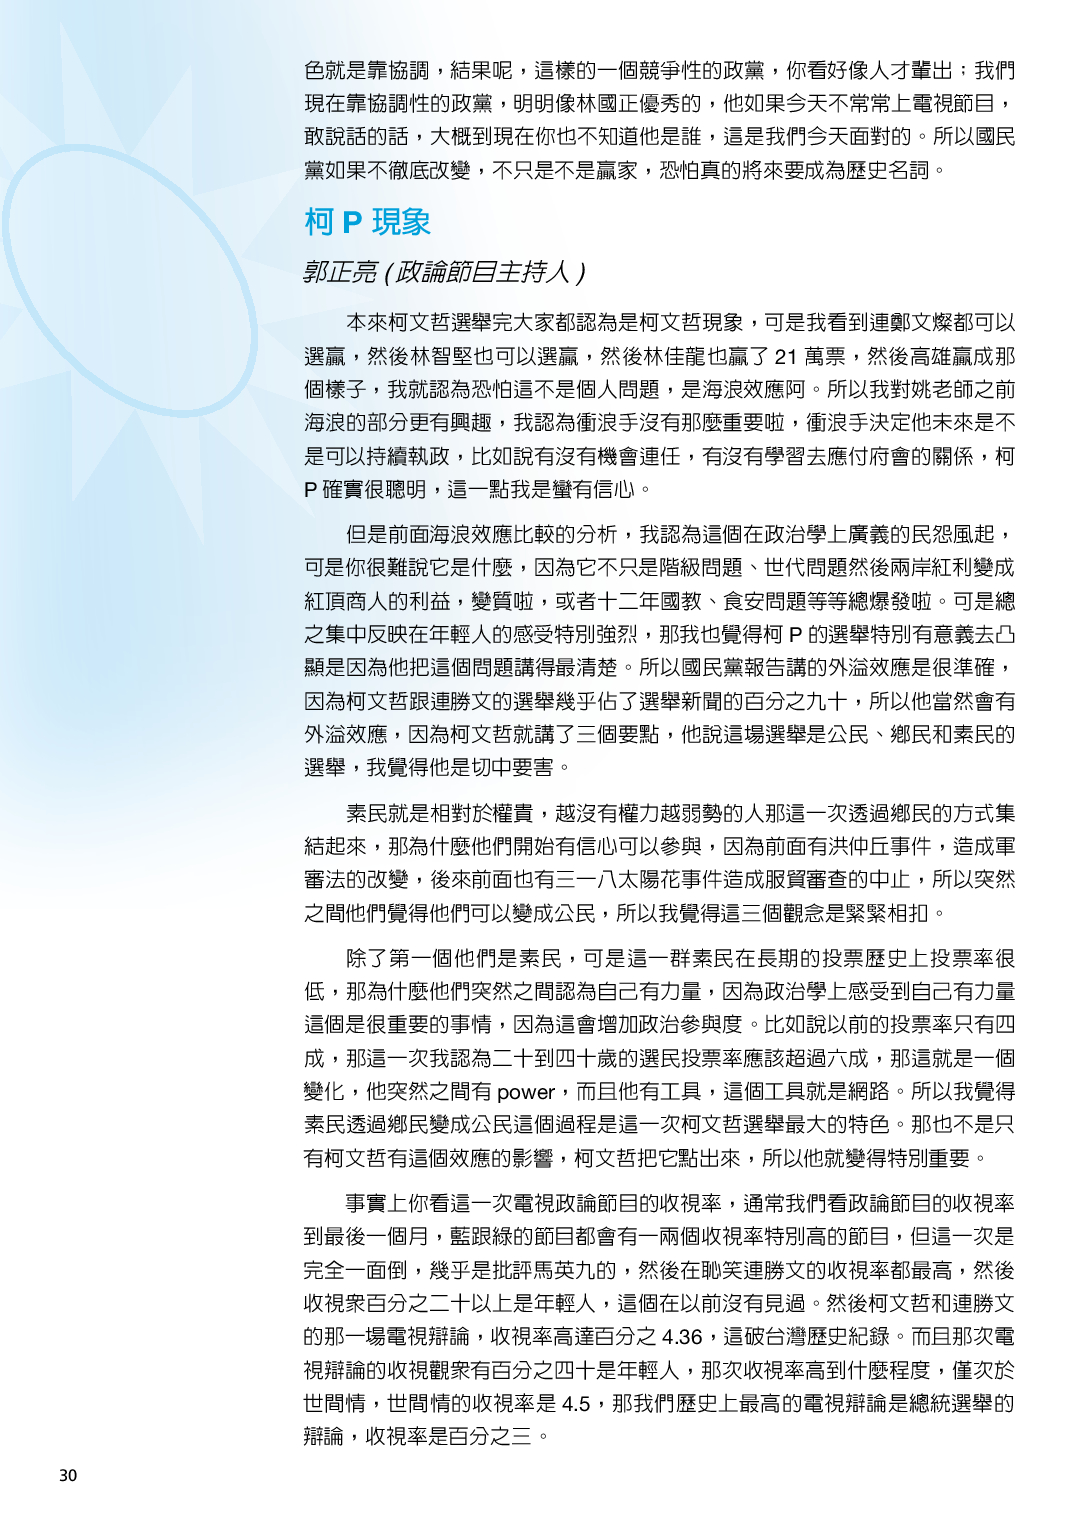 色就是靠協調，結果呢，這樣的一個競爭性的政黨，你看好像人才輩出；我們
現在靠協調性的政黨，明明像林國正優秀的，他如果今天不常常上電視節目，
敢說話的話，大概到現在你也不知道他是誰，這是我們今天面對的。所以國民
黨如果不徹底改變，不只是不是贏家，恐怕真的將來要成為歷史名詞。
柯 P 現象
郭正亮 ( 政論節目主持人 )
本來柯文哲選舉完大家都認為是柯文哲現象，可是我看到連鄭文燦都可以
選贏，然後林智堅也可以選贏，然後林佳龍也贏了 21 萬票，然後高雄贏成那
個樣子，我就認為恐怕這不是個人問題，是海浪效應阿。所以我對姚老師之前
海浪的部分更有興趣，我認為衝浪手沒有那麼重要啦，衝浪手決定他未來是不
是可以持續執政，比如說有沒有機會連任，有沒有學習去應付府會的關係，柯
P 確實很聰明，這一點我是蠻有信心。
但是前面海浪效應比較的分析，我認為這個在政治學上廣義的民怨風起，
可是你很難說它是什麼，因為它不只是階級問題、世代問題然後兩岸紅利變成
紅頂商人的利益，變質啦，或者十二年國教、食安問題等等總爆發啦。可是總
之集中反映在年輕人的感受特別強烈，那我也覺得柯 P 的選舉特別有意義去凸
顯是因為他把這個問題講得最清楚。所以國民黨報告講的外溢效應是很準確，
因為柯文哲跟連勝文的選舉幾乎佔了選舉新聞的百分之九十，所以他當然會有
外溢效應，因為柯文哲就講了三個要點，他說這場選舉是公民、鄉民和素民的
選舉，我覺得他是切中要害。
素民就是相對於權貴，越沒有權力越弱勢的人那這一次透過鄉民的方式集
結起來，那為什麼他們開始有信心可以參與，因為前面有洪仲丘事件，造成軍
審法的改變，後來前面也有三一八太陽花事件造成服貿審查的中止，所以突然
之間他們覺得他們可以變成公民，所以我覺得這三個觀念是緊緊相扣。
除了第一個他們是素民，可是這一群素民在長期的投票歷史上投票率很
低，那為什麼他們突然之間認為自己有力量，因為政治學上感受到自己有力量
這個是很重要的事情，因為這會增加政治參與度。比如說以前的投票率只有四
成，那這一次我認為二十到四十歲的選民投票率應該超過六成，那這就是一個
變化，他突然之間有 power，而且他有工具，這個工具就是網路。所以我覺得
素民透過鄉民變成公民這個過程是這一次柯文哲選舉最大的特色。那也不是只
有柯文哲有這個效應的影響，柯文哲把它點出來，所以他就變得特別重要。
事實上你看這一次電視政論節目的收視率，通常我們看政論節目的收視率
到最後一個月，藍跟綠的節目都會有一兩個收視率特別高的節目，但這一次是
完全一面倒，幾乎是批評馬英九的，然後在恥笑連勝文的收視率都最高，然後
收視眾百分之二十以上是年輕人，這個在以前沒有見過。然後柯文哲和連勝文
的那一場電視辯論，收視率高達百分之 4.36，這破台灣歷史紀錄。而且那次電
視辯論的收視觀眾有百分之四十是年輕人，那次收視率高到什麼程度，僅次於
世間情，世間情的收視率是 4.5，那我們歷史上最高的電視辯論是總統選舉的
辯論，收視率是百分之三。
30